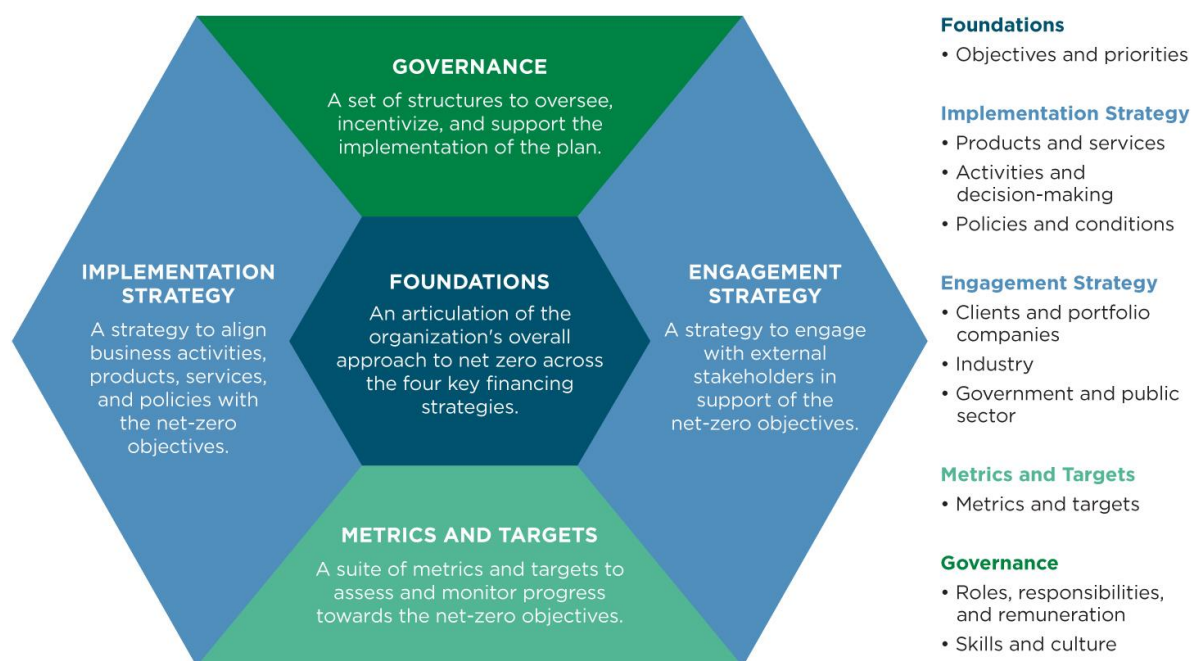 GOVERNANCE
A set of structures to oversee,
incentivize, and support the
implementation of the plan.
IMPLEMENTATION
STRATEGY
A strategy to align
business activities,
products, services,
and policies with
the net-zero
objectives.
FOUNDATIONS
An articulation of the
organization's overall
approach to net zero across
the four key financing
strategies.
ENGAGEMENT
STRATEGY
A strategy to engage
with external
stakeholders in
support of the
net-zero objectives.
METRICS AND TARGETS
A suite of metrics and targets to
assess and monitor progress
towards the net-zero objectives.
Foundations
• Objectives and priorities
Implementation Strategy
• Products and services
• Activities and
decision-making
• Policies and conditions
Engagement Strategy
• Clients and portfolio
companies
• Industry
• Government and public
sector
Metrics and Targets
• Metrics and targets
Governance
• Roles, responsibilities,
and remuneration
• Skills and culture